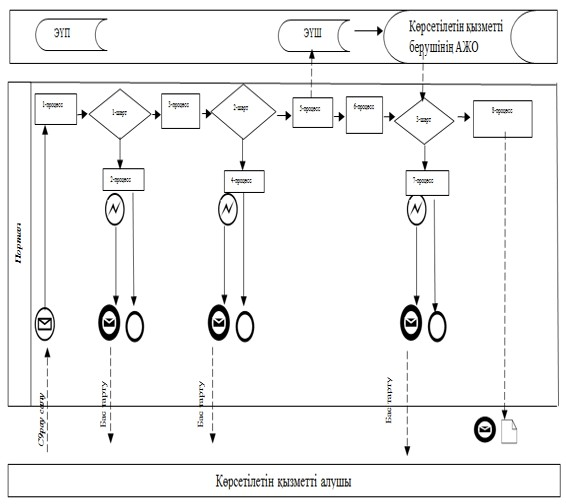 ЭҮП
ЭҮШ
Көрсетілетін қызметті
берушінің АЖО
1-процесс
1-шарт
3-процесс
2-шарт
5-процесс
6-процесс
3-шарт
8-процесс
2-процесс
4-процесс
7-процесс
Портал
Сұрау салу
Бас тарту
Бас тарту
Бас тарту
Көрсетілетін қызметті алушы